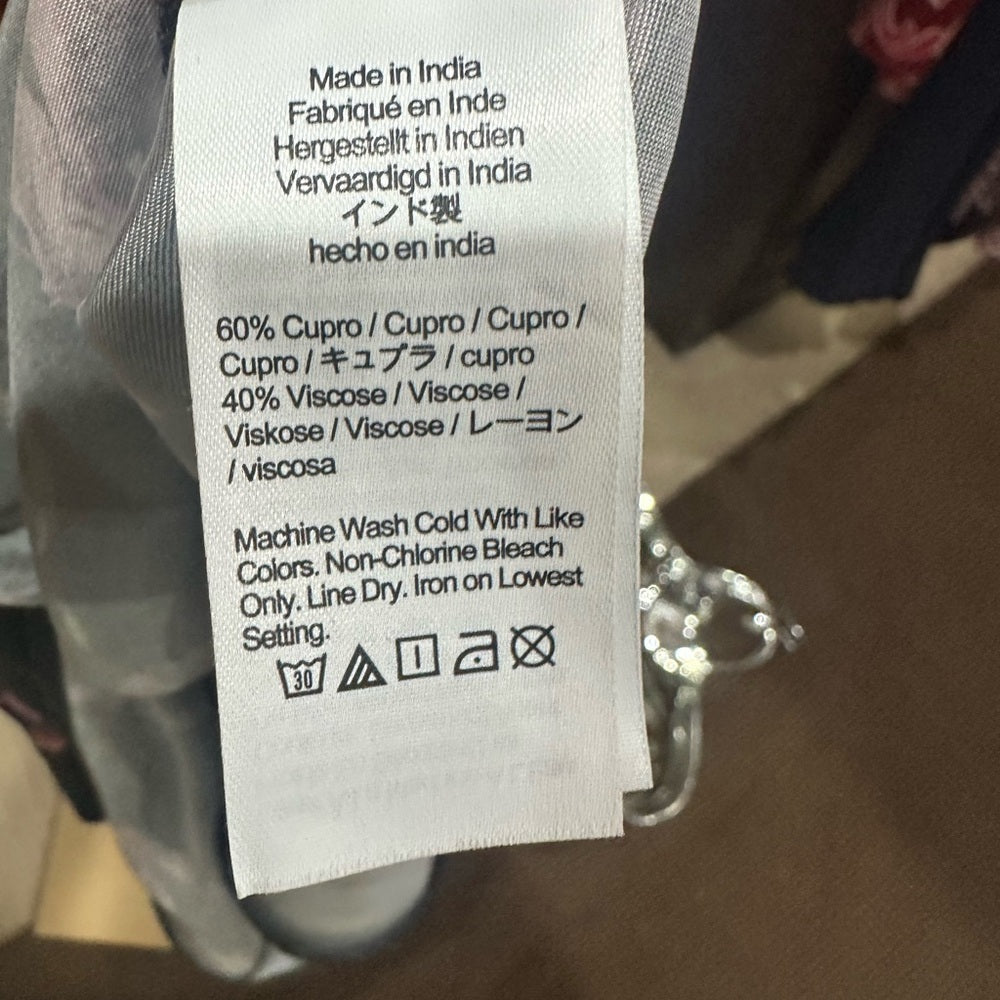 Made in India
Fabriqué en Inde
Hergestellt in Indien
Vervaardigd in India
インド製
hecho en india
60% Cupro / Cupro / Cupro /
Cupro / キュプラ / cupro
40% Viscose / Viscose /
Viskose / Viscose / レーヨン
/ viscosa
Machine Wash Cold With Like
Colors. Non-Chlorine Bleach
Only. Line Dry. Iron on Lowest
Setting.
30